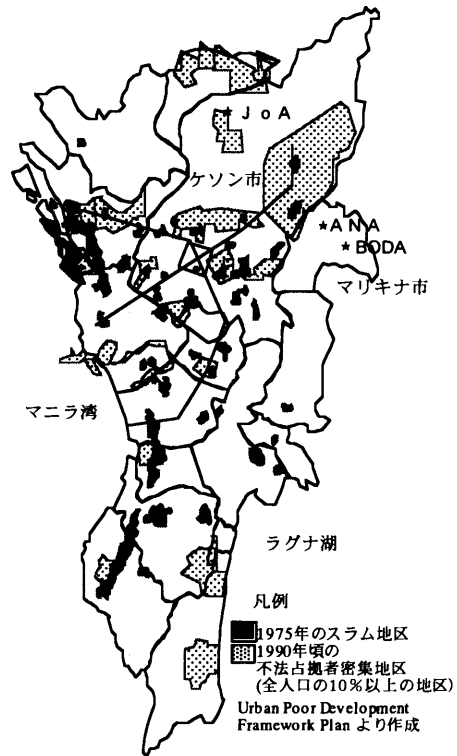 ★JoA
ケソン市
★ANA
★BODA
マリキナ市
マニラ湾
ラグナ湖
凡例
1975年のスラム地区
1990年頃の
不法占拠者密集地区
(全人口の10％以上の地区)
Urban Poor Development
Framework Plan より作成